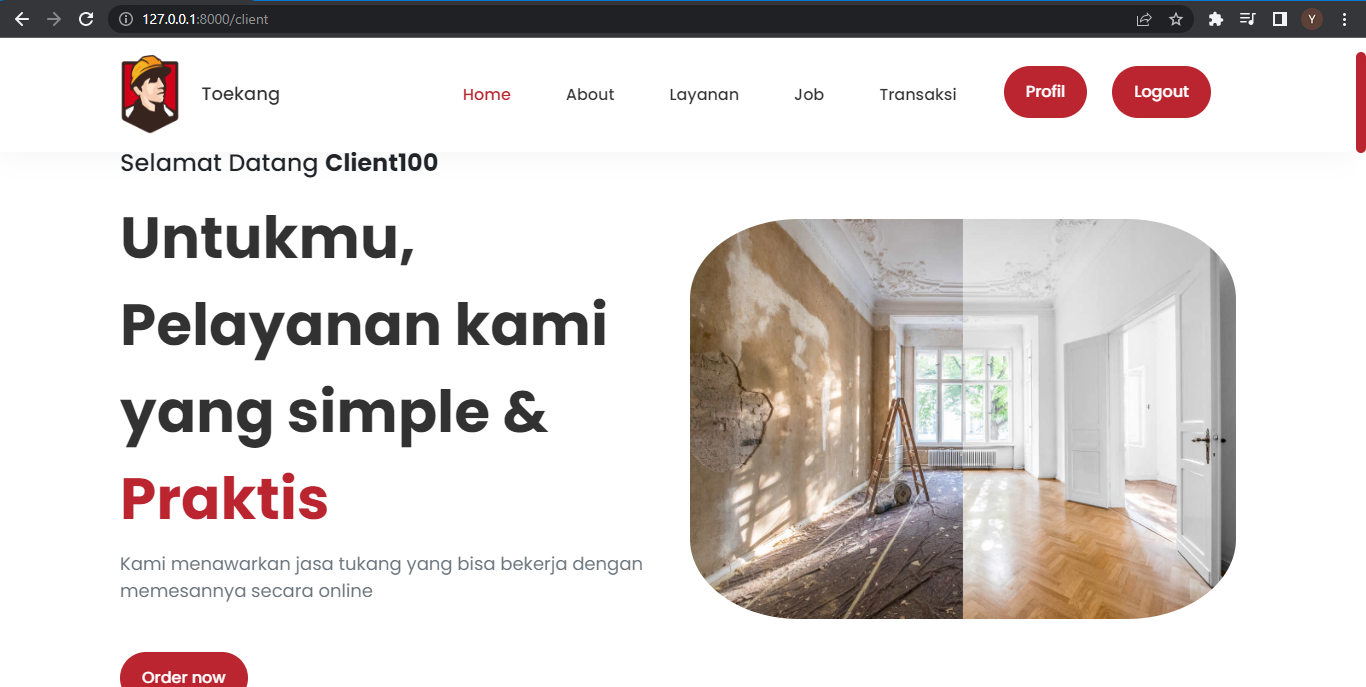 127.0.0.1:8000/client
Y
Toekang
Home
About
Layanan
Job
Transaksi
Profil
Logout
Selamat Datang Client100
Untukmu,
Pelayanan kami
yang simple &
Praktis
Kami menawarkan jasa tukang yang bisa bekerja dengan
memesannya secara online
Order now